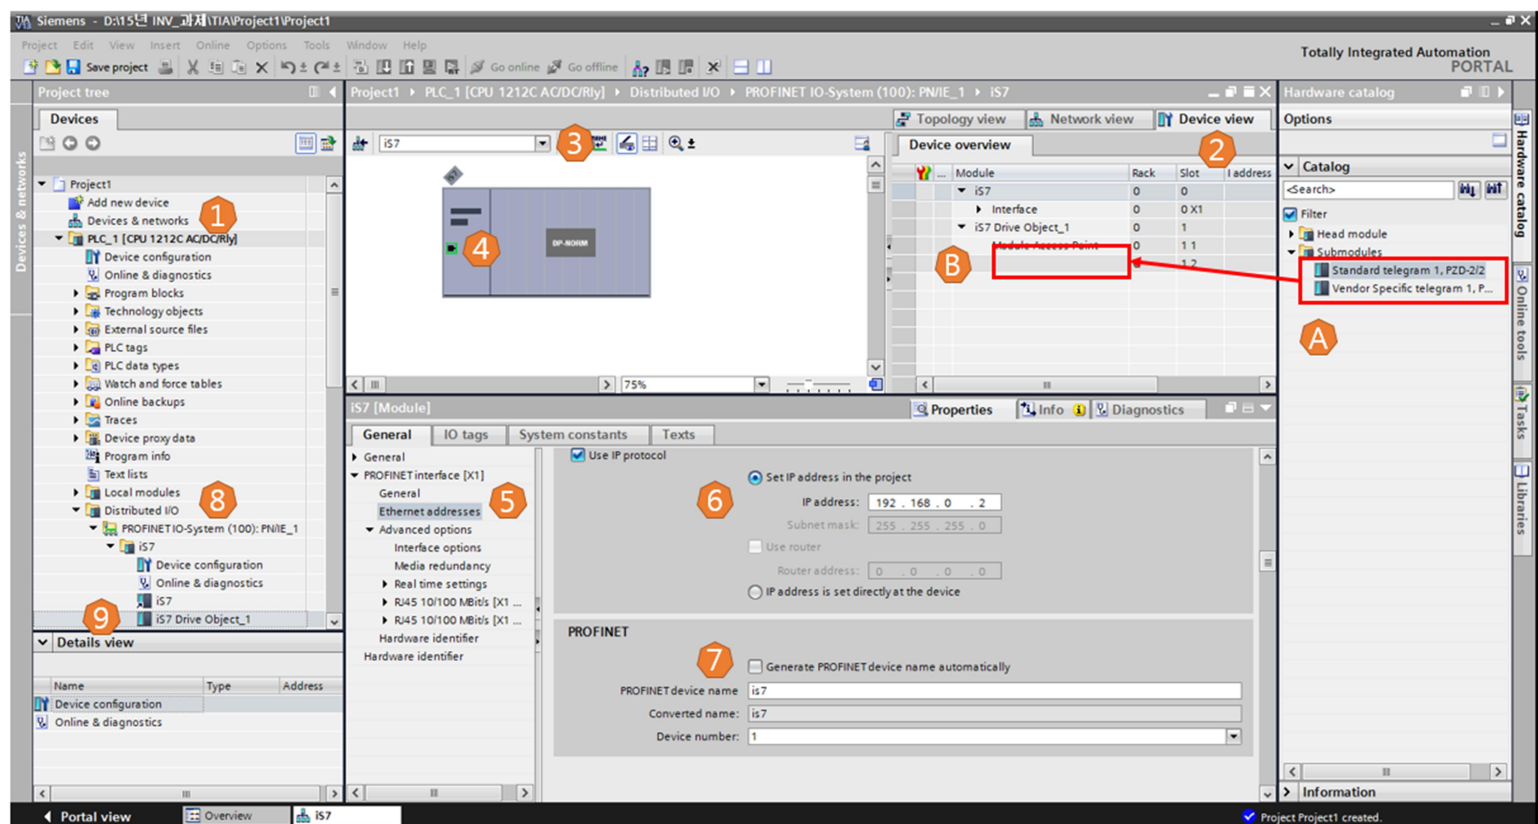 Siemens - D:\15년 INV_과제\TIA\Project1\Project1
Project Edit View Insert Online Options Tools Window Help
Totally Integrated Automation
PORTAL
Save project
Go online
Go offline
Project tree
Project1 PLC_1 [CPU 1212C AC/DC/Rly] Distributed I/O PROFINET IO-System (100): PN/IE_1 iS7
Hardware catalog
Devices
Topology view
Network view
Device view
Options
iS7
3
Device overview
2
Catalog
Module Rack Slot I address
<Search>
Filter
Project1
Add new device
Devices & networks
1
PLC_1 [CPU 1212C AC/DC/Rly]
Device configuration
Online & diagnostics
Program blocks
Technology objects
External source files
PLC tags
PLC data types
Watch and force tables
Online backups
Traces
Device proxy data
Program info
Text lists
Local modules
8
Distributed I/O
PROFINET IO-System (100): PN/IE_1
iS7
Device configuration
Online & diagnostics
iS7
9
iS7 Drive Object_1
iS7
4
DP-NORM
iS7 0 0
Interface 0 0 X1
iS7 Drive Object_1 0 1
Module Access Point 0 1 1
B
1 2
Head module
Submodules
Standard telegram 1, PZD-2/2
Vendor Specific telegram 1, P...
A
75%
iS7 [Module]
Properties
Info
Diagnostics
General
IO tags
System constants
Texts
General
PROFINET interface [X1]
General
Ethernet addresses
5
Advanced options
Interface options
Media redundancy
Real time settings
RJ45 10/100 MBit/s [X1 ...
RJ45 10/100 MBit/s [X1 ...
Hardware identifier
Hardware identifier
Use IP protocol
Set IP address in the project
6
IP address: 192 . 168 . 0 . 2
Subnet mask: 255 . 255 . 255 . 0
Use router
Router address: 0 . 0 . 0 . 0
IP address is set directly at the device
PROFINET
7
Generate PROFINET device name automatically
PROFINET device name is7
Converted name: is7
Device number: 1
Details view
Name Type Address
Device configuration
Online & diagnostics
Information
Devices & networks
Hardware catalog
Online tools
Tasks
Libraries
Portal view
Overview
iS7
Project Project1 created.